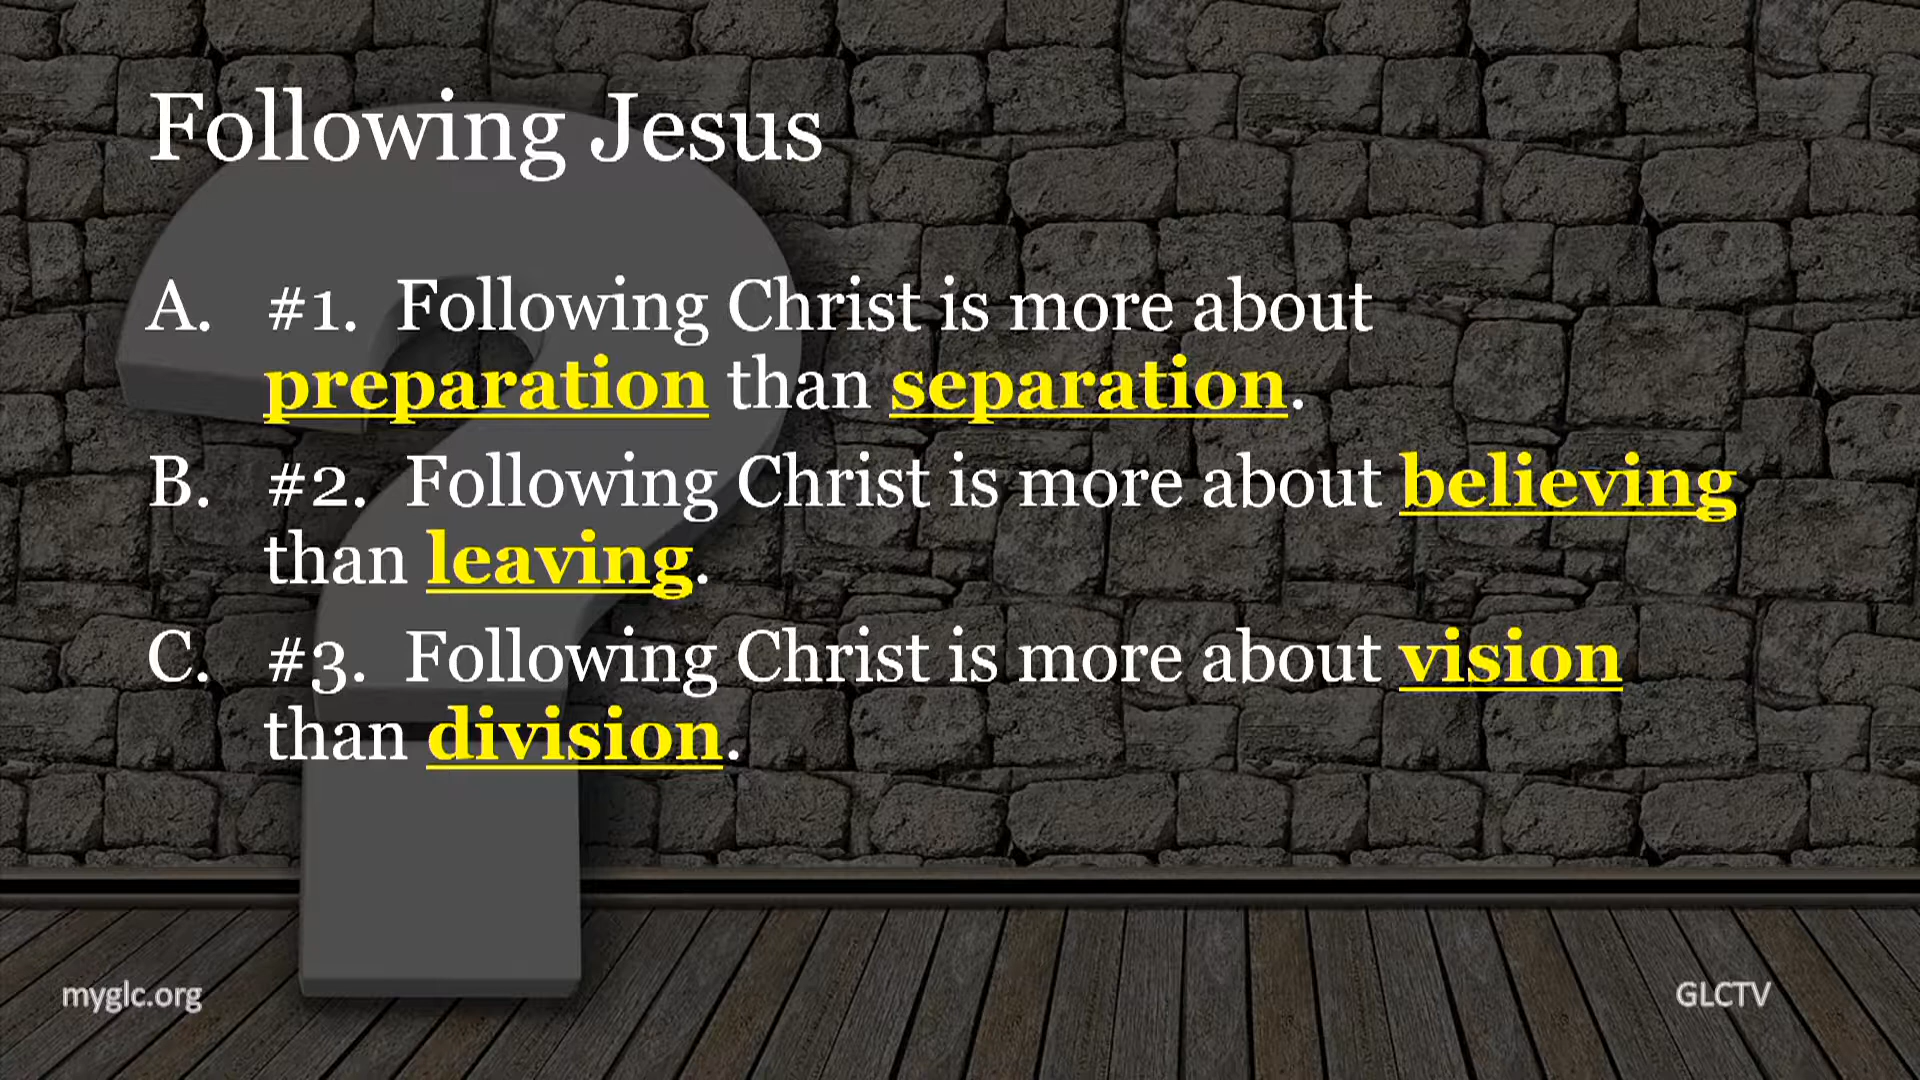 Following Jesus
A. #1. Following Christ is more about
preparation than separation.
B. #2. Following Christ is more about believing
than leaving.
C. #3. Following Christ is more about vision
than division.
myglc.org
GLCTV